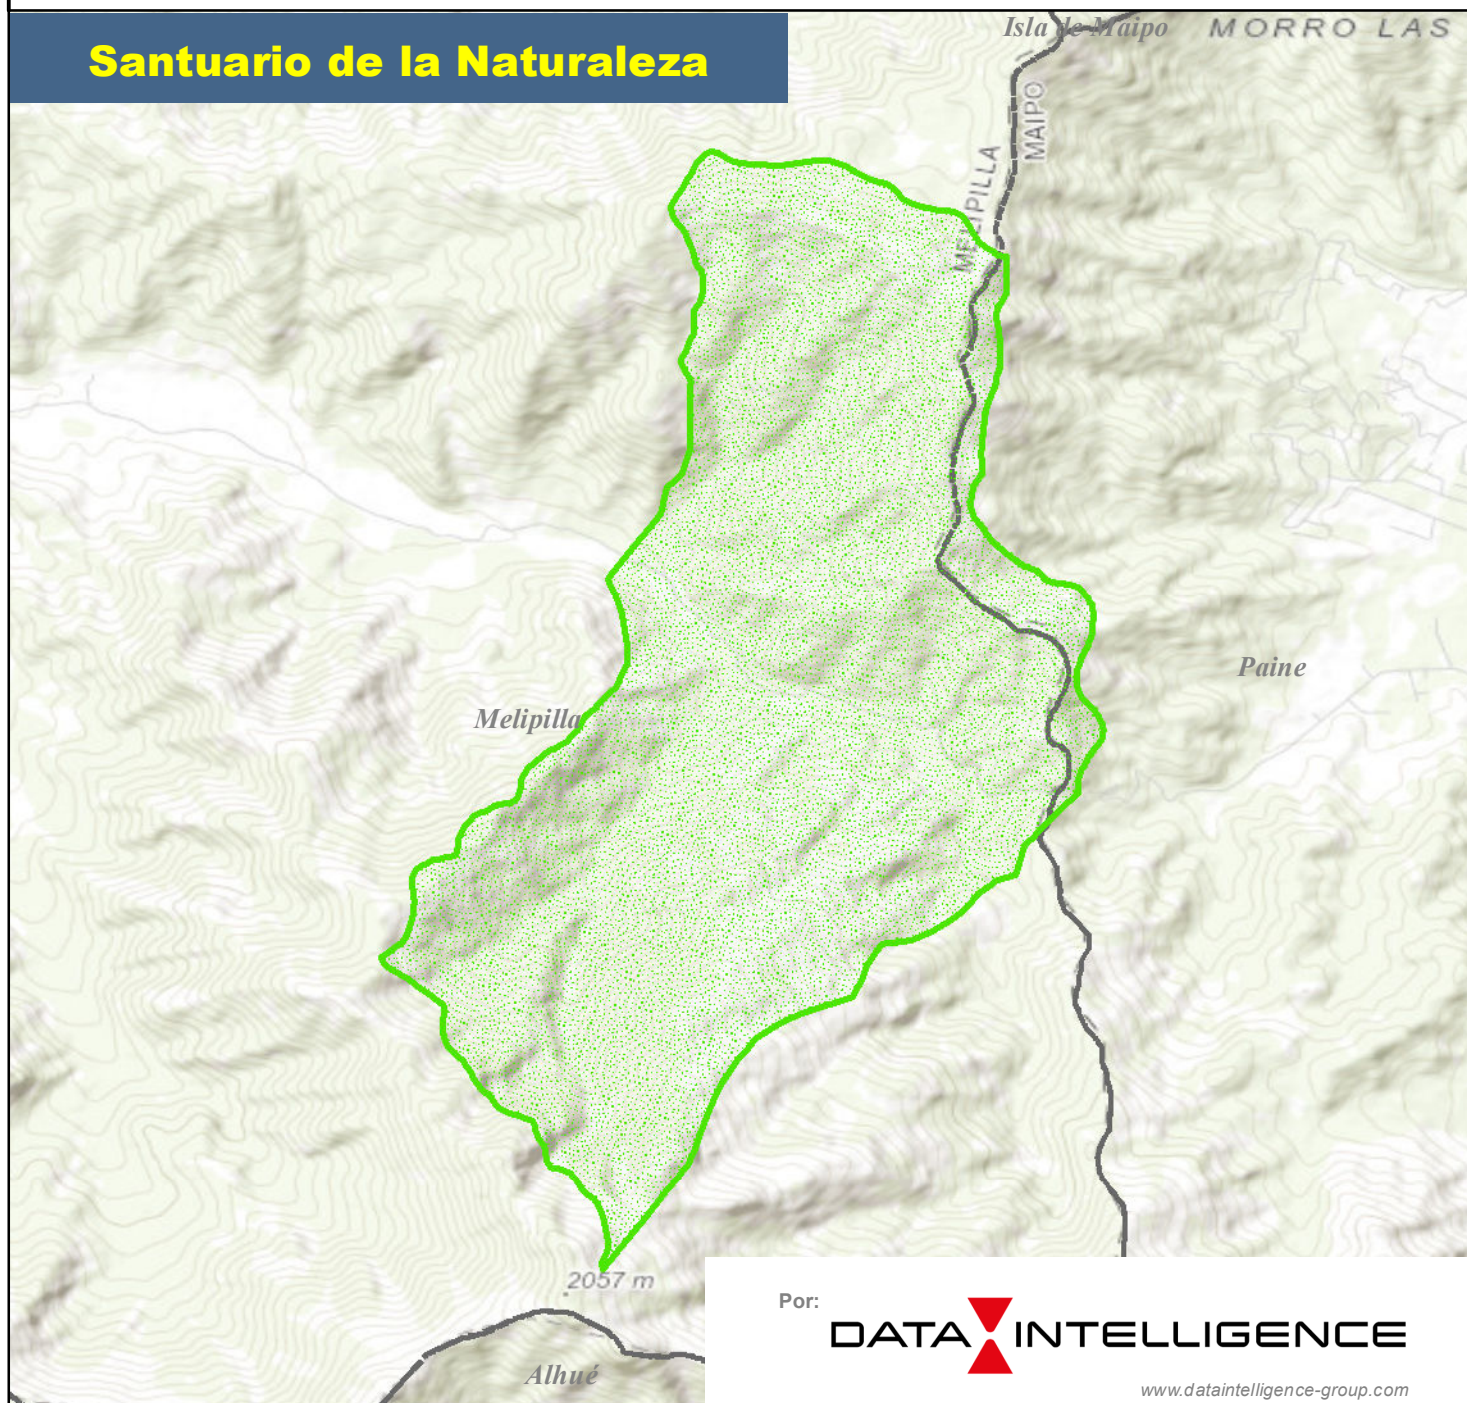 Isla de Maipo
MORRO LAS
Santuario de la Naturaleza
MAIPO
MELIPILLA
Paine
Melipilla
2057 m
Por:
DATA INTELLIGENCE
Alhué
www.dataintelligence-group.com